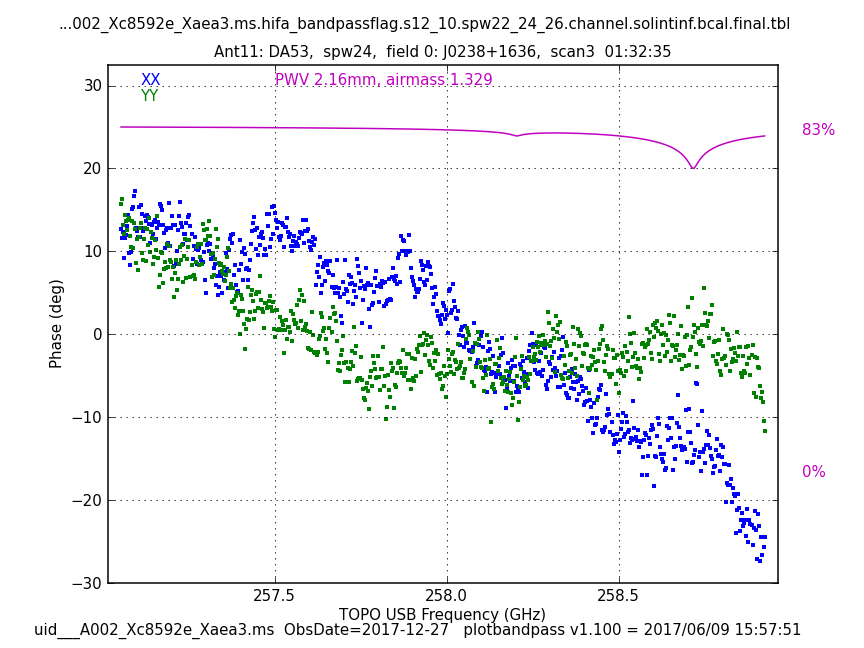 ...002_Xc8592e_Xaea3.ms.hifa_bandpassflag.s12_10.spw22_24_26.channel.solintinf.bcal.final.tbl
Ant11: DA53, spw24, field 0: J0238+1636, scan3 01:32:35
XX
YY
PWV 2.16mm, airmass 1.329
83%
0%
30
20
10
0
−10
−20
−30
Phase (deg)
257.5
258.0
258.5
TOPO USB Frequency (GHz)
uid___A002_Xc8592e_Xaea3.ms ObsDate=2017-12-27 plotbandpass v1.100 = 2017/06/09 15:57:51